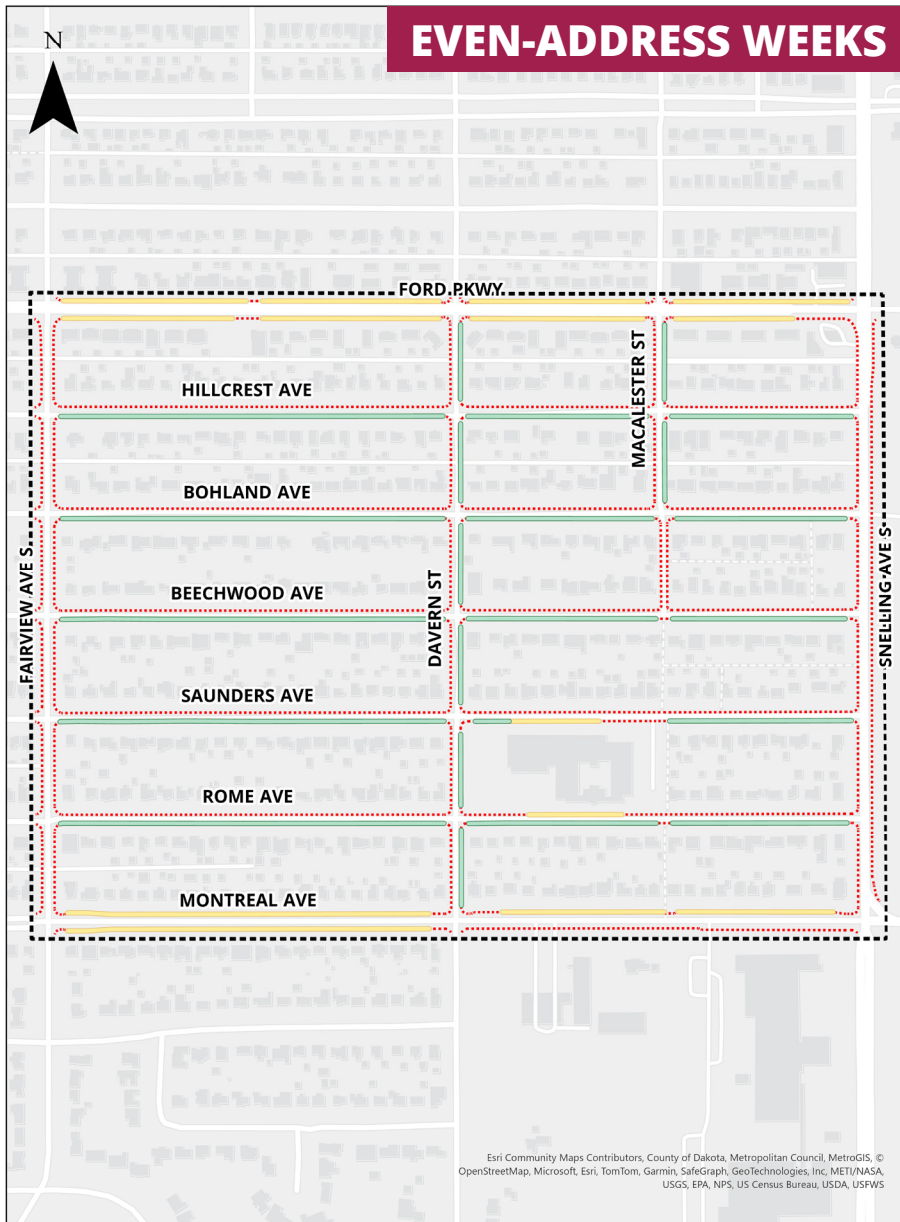 EVEN-ADDRESS WEEKS
N
FORD PKWY
HILLCREST AVE
MACALESTER ST
BOHLAND AVE
FAIRVIEW AVE S
BEECHWOOD AVE
DAVERN ST
SNELLING AVE S
SAUNDERS AVE
ROME AVE
MONTREAL AVE
Esri Community Maps Contributors, County of Dakota, Metropolitan Council, MetroGIS, ©
OpenStreetMap, Microsoft, Esri, TomTom, Garmin, SafeGraph, GeoTechnologies, Inc, METI/NASA,
USGS, EPA, NPS, US Census Bureau, USDA, USFWS